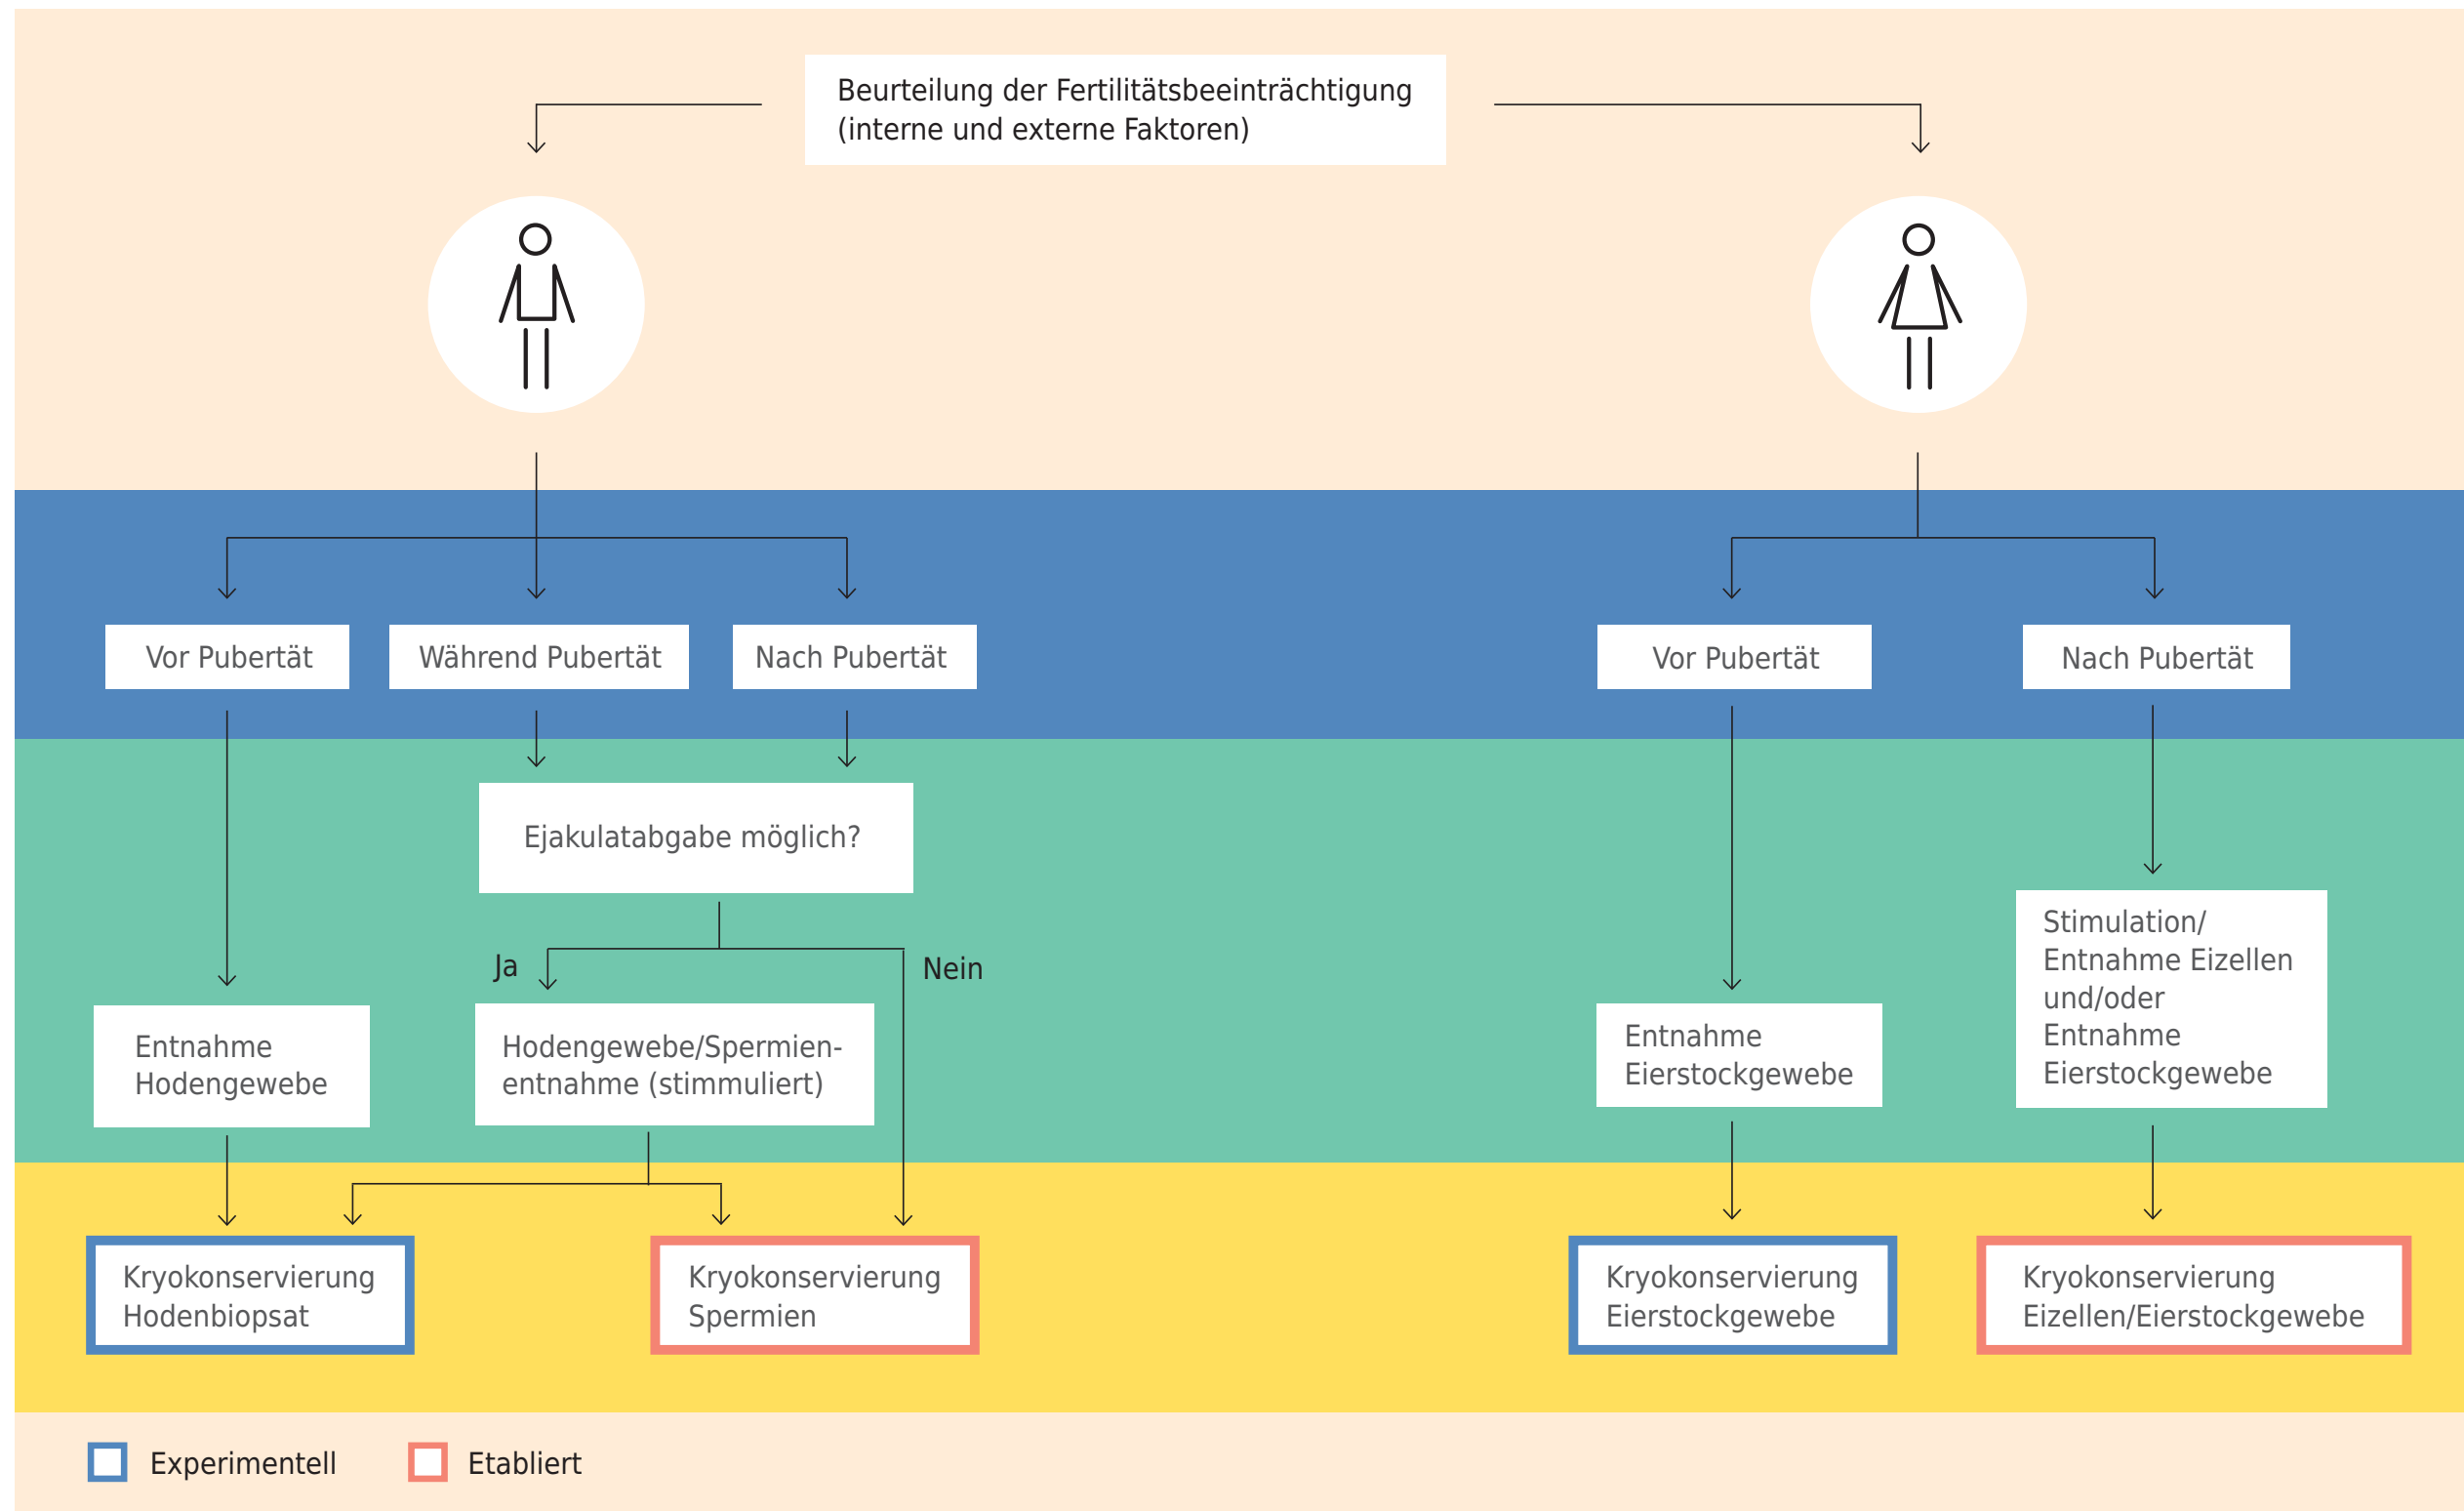 Beurteilung der Fertilitätsbeeinträchtigung
(interne und externe Faktoren)
Vor Pubertät
Während Pubertät
Nach Pubertät
Vor Pubertät
Nach Pubertät
Ejakulatabgabe möglich?
Ja
Nein
Entnahme
Hodengewebe
Hodengewebe/Spermien-
entnahme (stimmuliert)
Entnahme
Eierstockgewebe
Stimulation/
Entnahme Eizellen
und/oder
Entnahme
Eierstockgewebe
Kryokonservierung
Hodenbiopsat
Kryokonservierung
Spermien
Kryokonservierung
Eierstockgewebe
Kryokonservierung
Eizellen/Eierstockgewebe
Experimentell
Etabliert